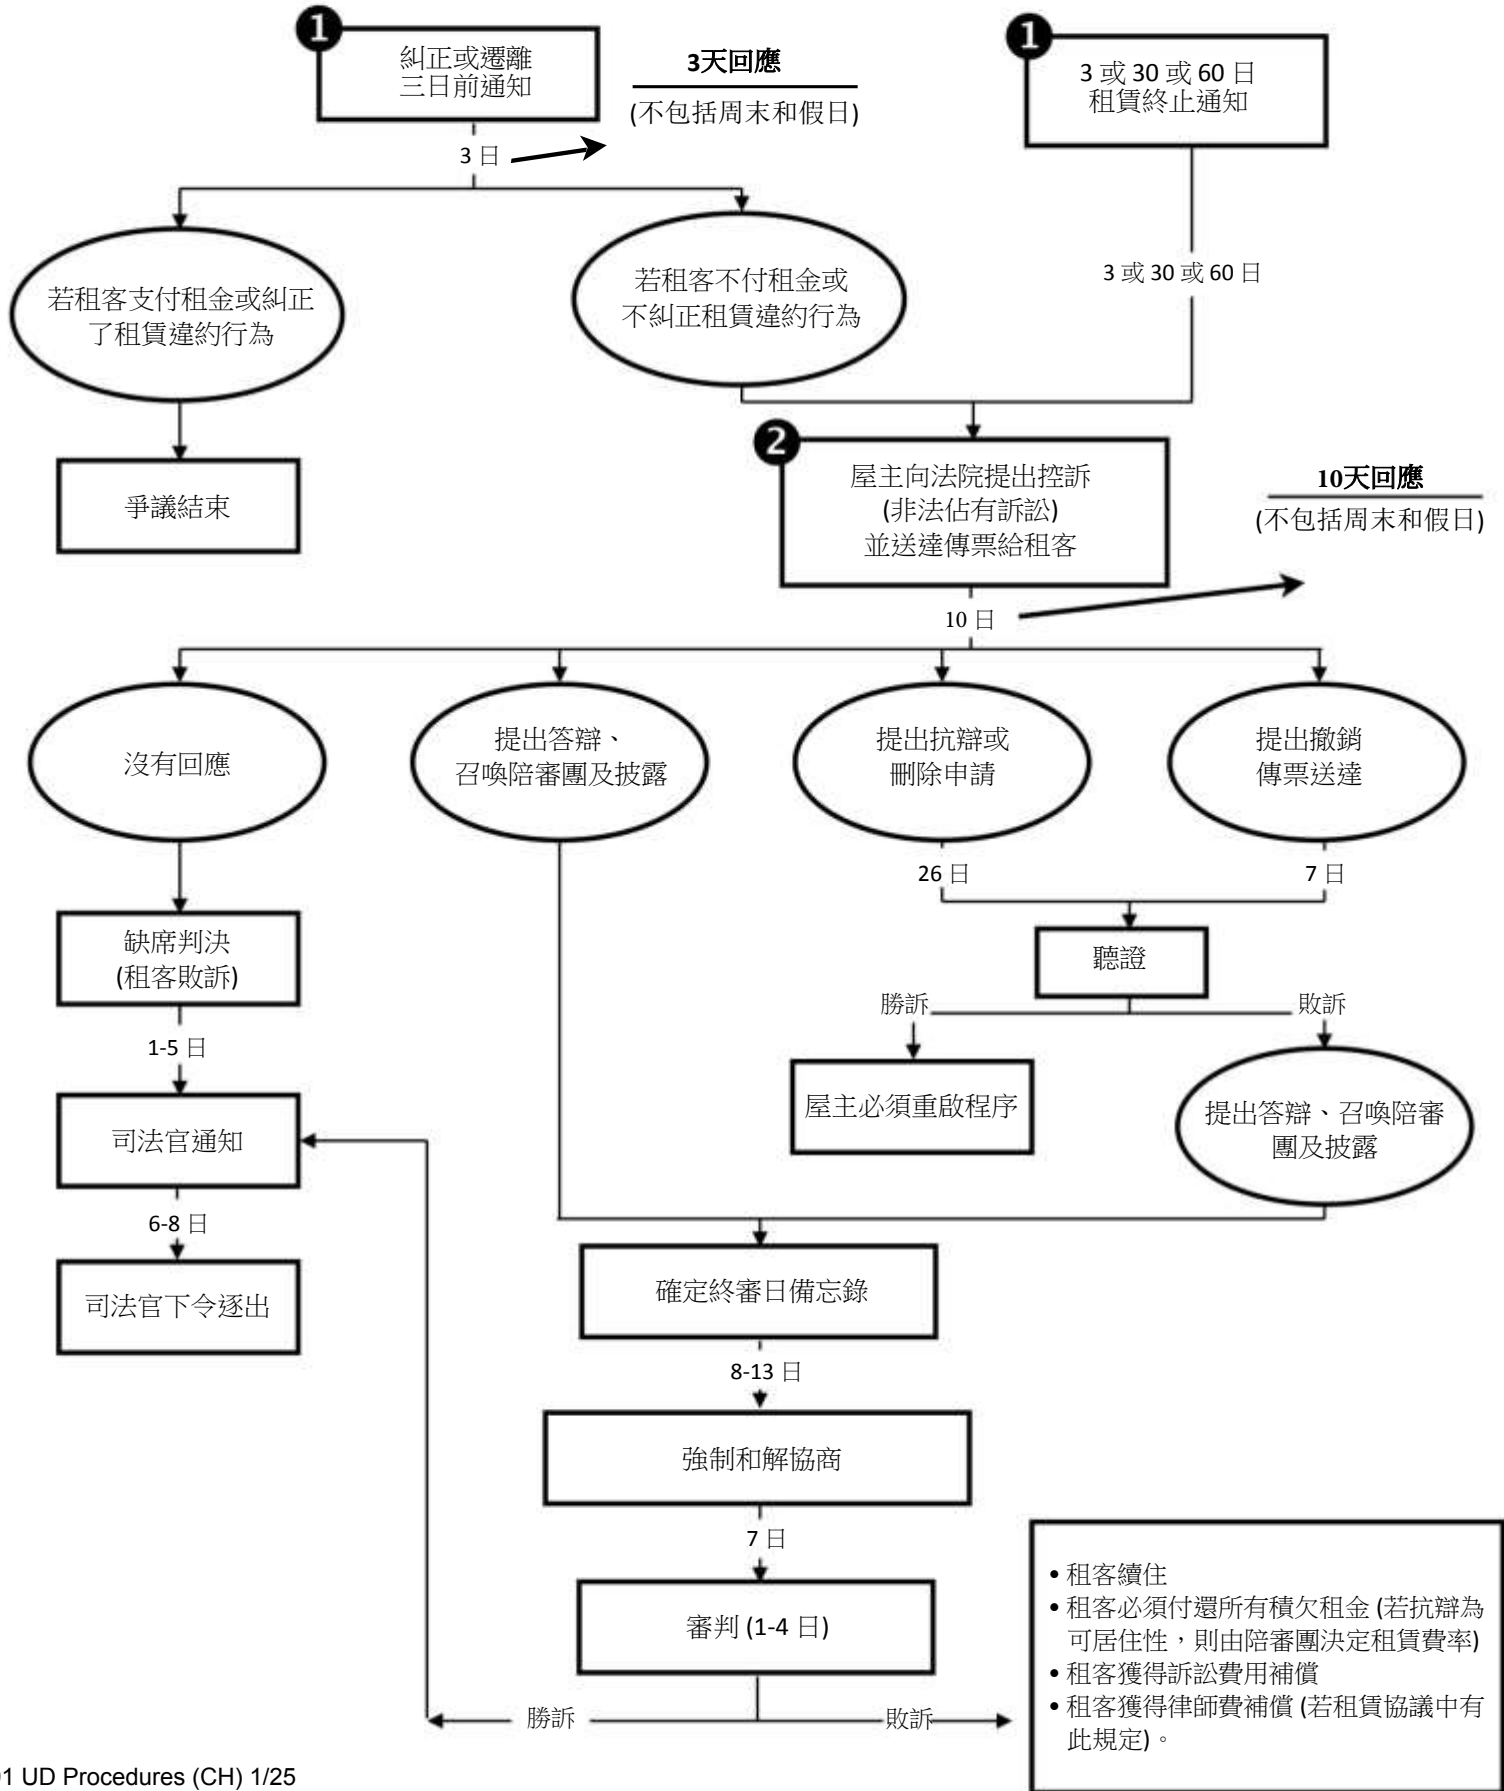 1
糾正或遷離
三日前通知
3天回應
(不包括周末和假日)
1
3 或 30 或 60 日
租賃終止通知
3 日
若租客支付租金或糾正
了租賃違約行為
若租客不付租金或
不糾正租賃違約行為
3 或 30 或 60 日
爭議結束
2
屋主向法院提出控訴
(非法佔有訴訟)
並送達傳票給租客
10天回應
(不包括周末和假日)
10 日
沒有回應
提出答辯、
召喚陪審團及披露
提出抗辯或
刪除申請
提出撤銷
傳票送達
26 日
7 日
缺席判決
(租客敗訴)
聽證
勝訴
敗訴
1-5 日
屋主必須重啟程序
提出答辯、召喚陪審
團及披露
司法官通知
6-8 日
司法官下令逐出
確定終審日備忘錄
8-13 日
強制和解協商
7 日
審判 (1-4 日)
勝訴
敗訴
• 租客續住
• 租客必須付還所有積欠租金 (若抗辯為
可居住性，則由陪審團決定租賃費率)
• 租客獲得訴訟費用補償
• 租客獲得律師費補償 (若租賃協議中有
此規定)。
01 UD Procedures (CH) 1/25